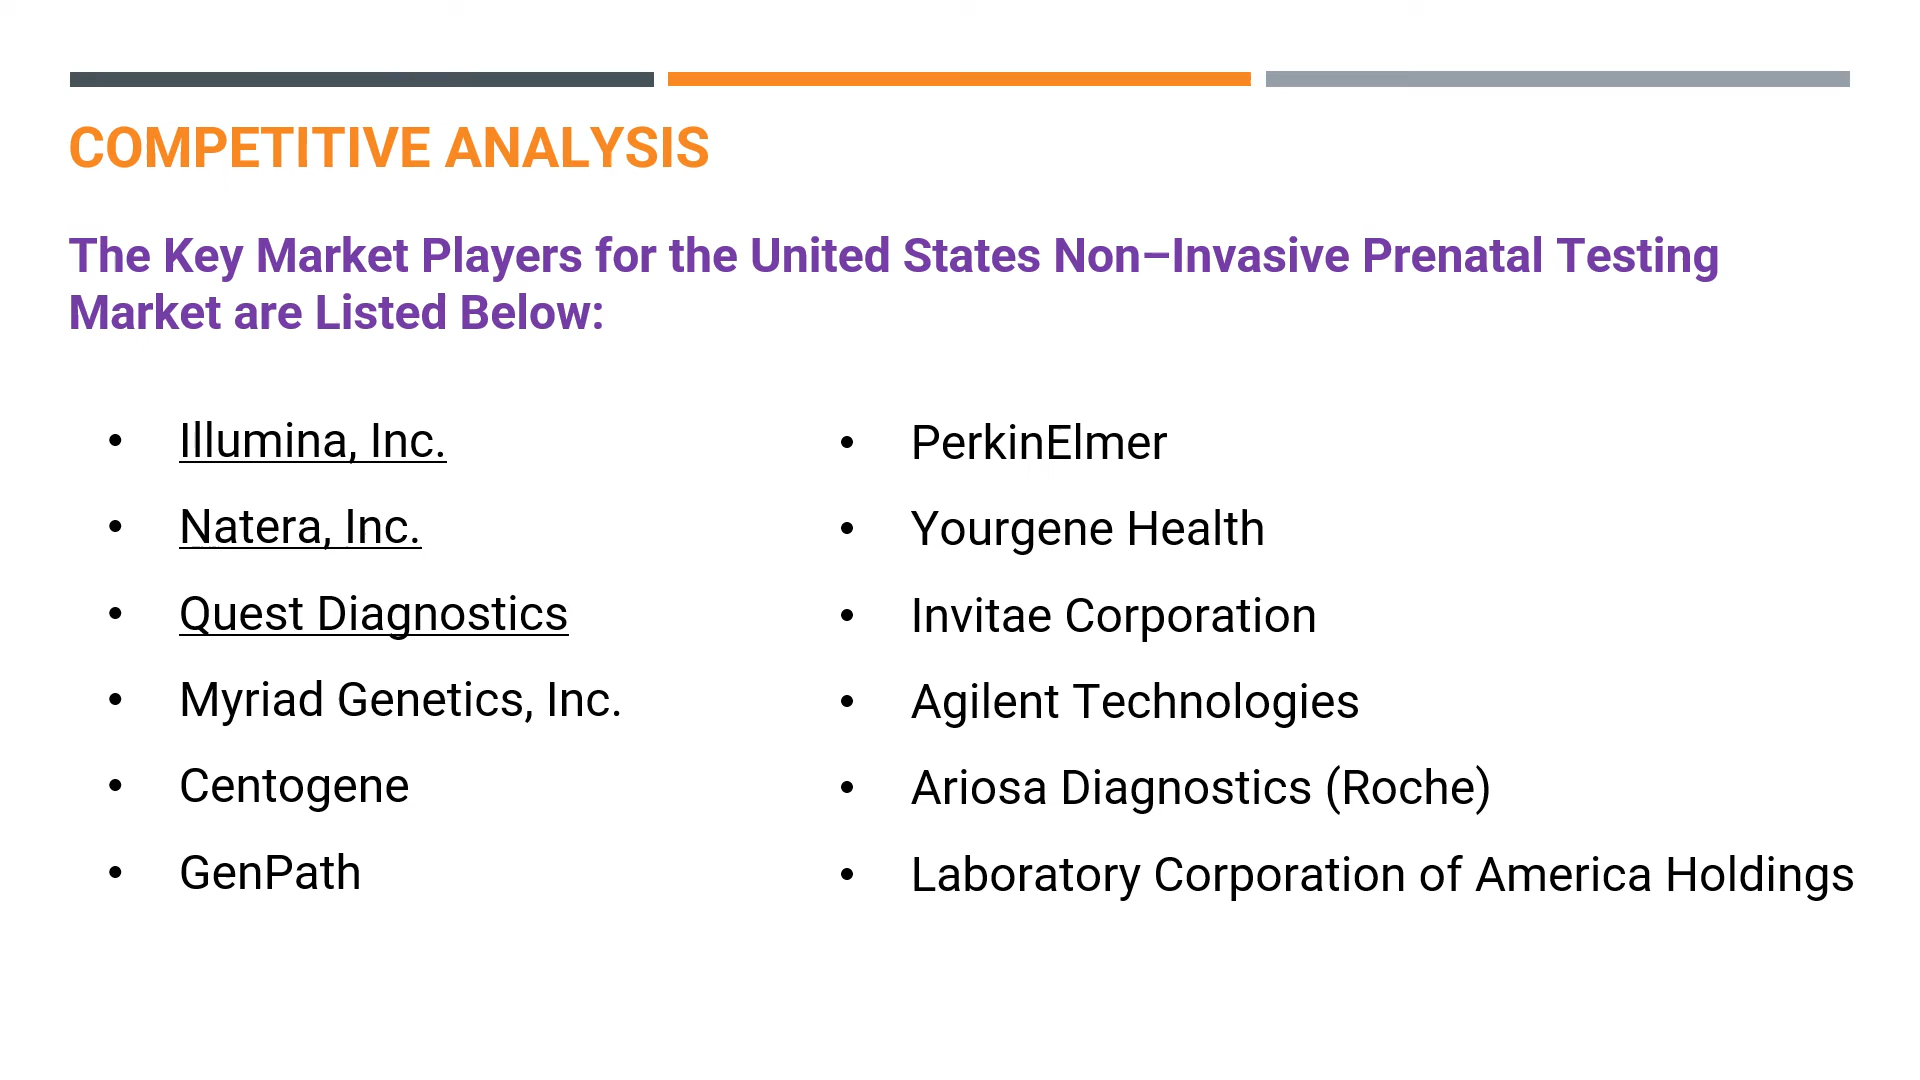 COMPETITIVE ANALYSIS
The Key Market Players for the United States Non–Invasive Prenatal Testing
Market are Listed Below:
• Illumina, Inc.
• Natera, Inc.
• Quest Diagnostics
• Myriad Genetics, Inc.
• Centogene
• GenPath
• PerkinElmer
• Yourgene Health
• Invitae Corporation
• Agilent Technologies
• Ariosa Diagnostics (Roche)
• Laboratory Corporation of America Holdings